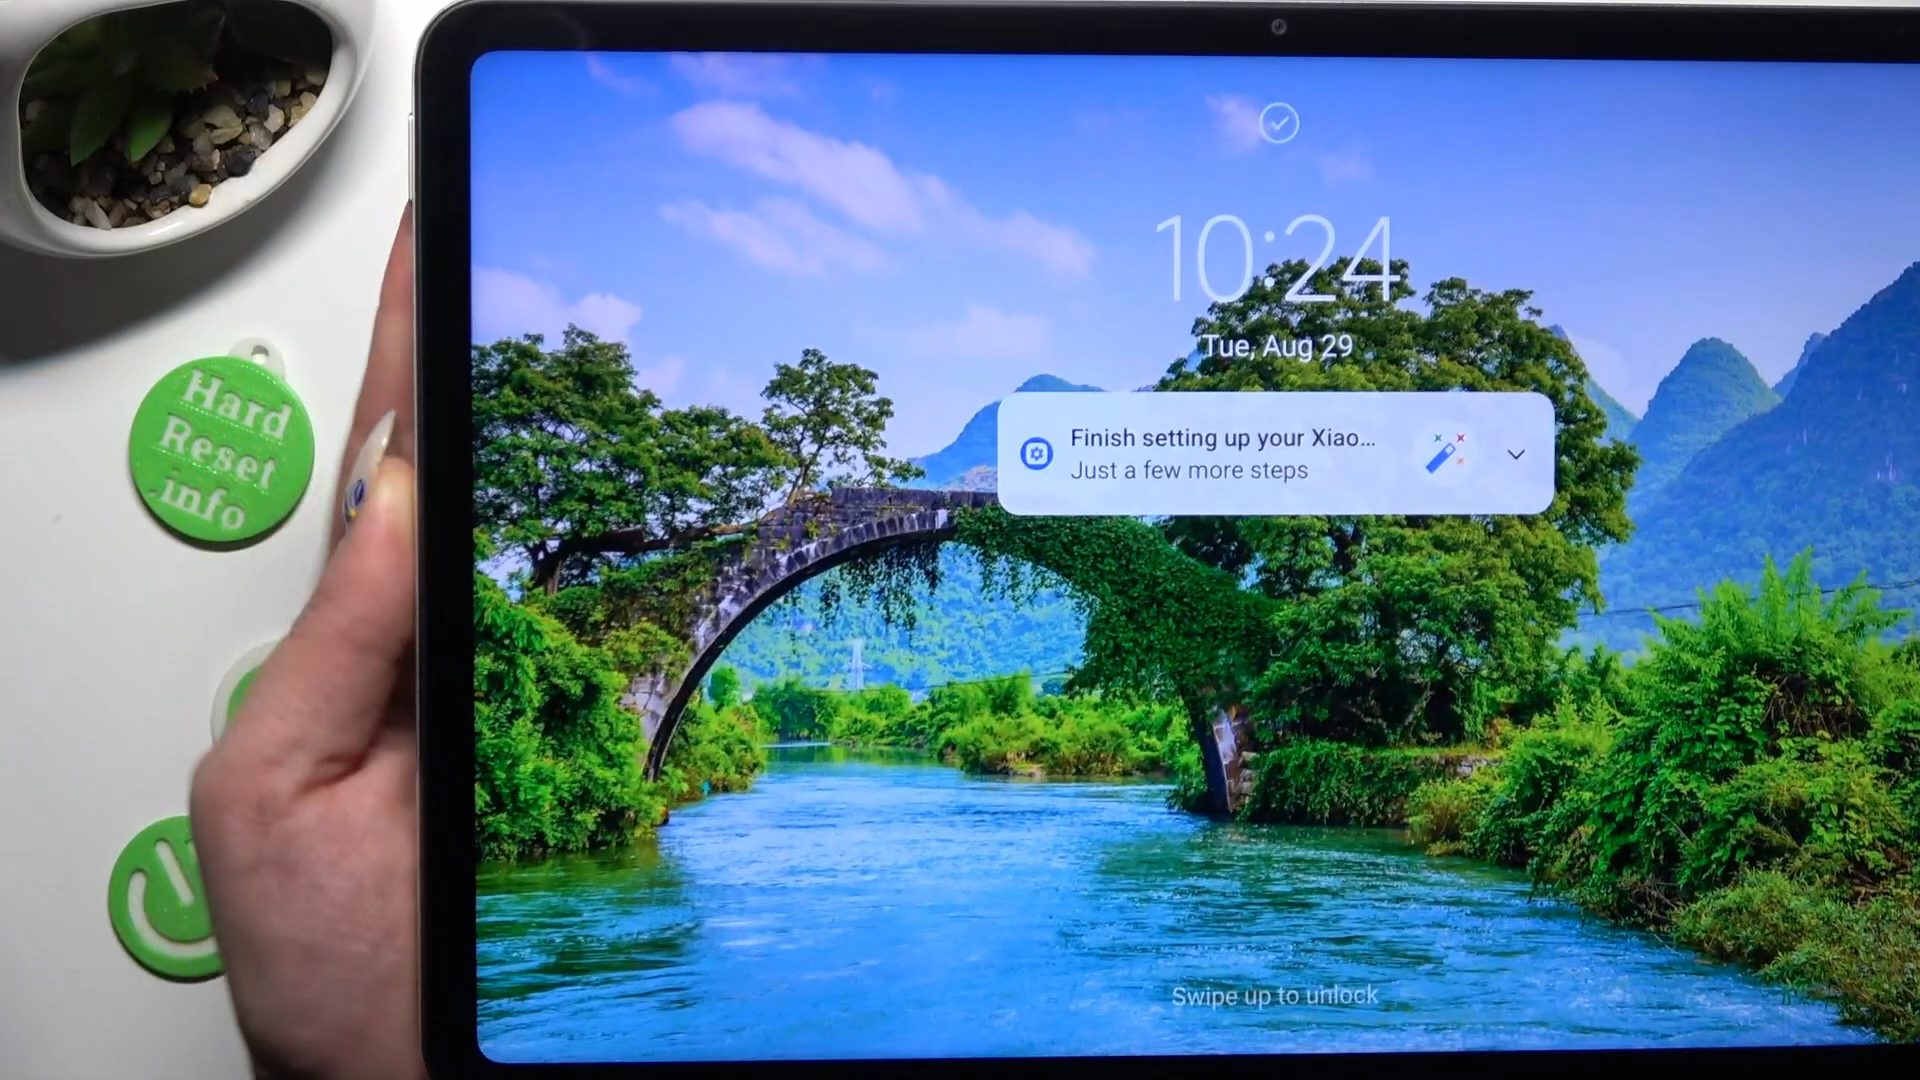 10:24
Tue, Aug 29
Finish setting up your Xiao...
Just a few more steps
Swipe up to unlock
Hard
Reset
.info